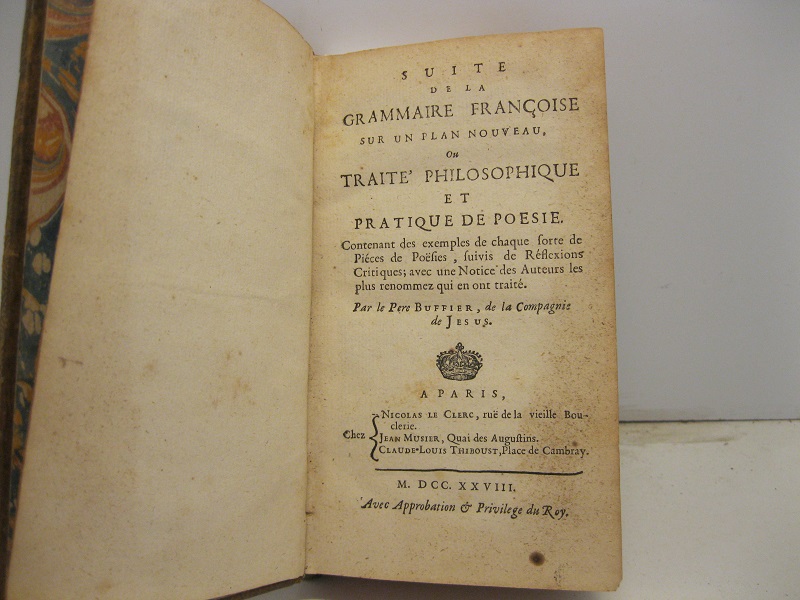 SUITE
DE LA
GRAMMAIRE FRANÇOISE
SUR UN PLAN NOUVEAU,
Ou
TRAITE' PHILOSOPHIQUE
ET
PRATIQUE DE POESIE.
Contenant des exemples de chaque ſorte de
Piéces de Poëſies, ſuivis de Réflexions
Critiques; avec une Notice des Auteurs les
plus renommez qui en ont traité.
Par le Pere BUFFIER, de la Compagnie
de JESUS.
A PARIS,
Chez
NICOLAS LE CLERC, ruë de la vieille Bou-
clerie.
JEAN MUSIER, Quai des Auguſtins.
CLAUDE-LOUIS THIBOUST, Place de Cambray.
M. DCC. XXVIII.
Avec Approbation & Privilege du Roy.